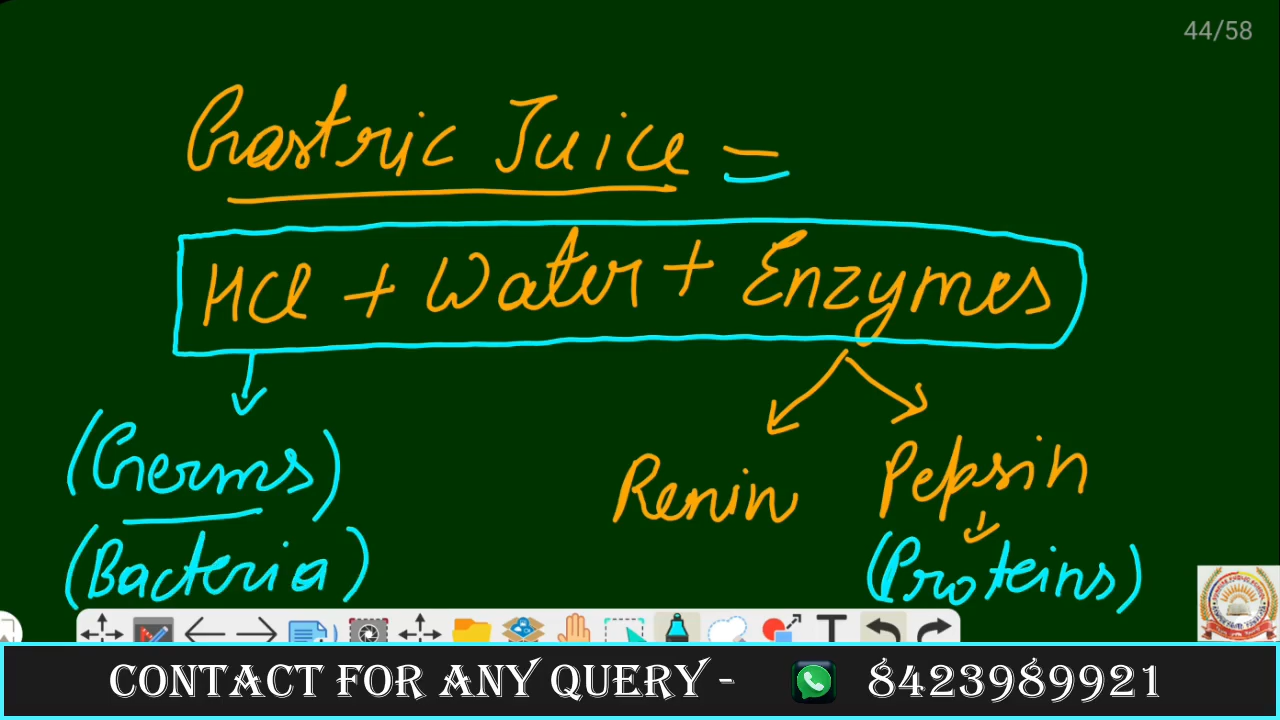 44/58
Gastric Juice =
HCl + Water + Enzymes
(Germs)
(Bacteria)
Renin
Pepsin
(Proteins)
T
CONTACT FOR ANY QUERY - 8423989921